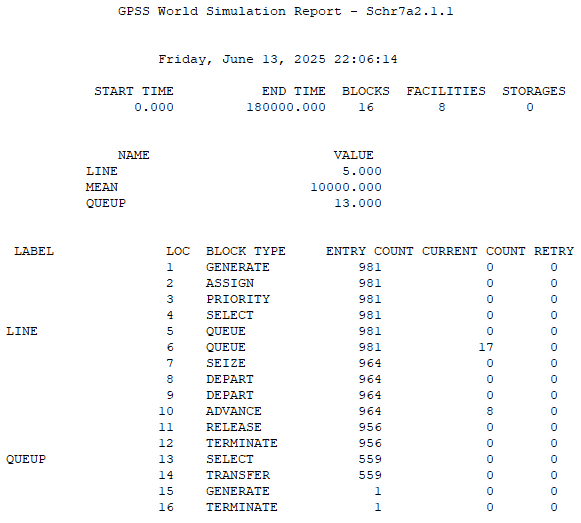 GPSS World Simulation Report - Schr7a2.1.1
Friday, June 13, 2025 22:06:14
START TIME END TIME BLOCKS FACILITIES STORAGES
0.000 180000.000 16 8 0
NAME VALUE
LINE 5.000
MEAN 10000.000
QUEUP 13.000
LABEL LOC BLOCK TYPE ENTRY COUNT CURRENT COUNT RETRY
1 GENERATE 981 0 0
2 ASSIGN 981 0 0
3 PRIORITY 981 0 0
4 SELECT 981 0 0
LINE 5 QUEUE 981 0 0
6 QUEUE 981 17 0
7 SEIZE 964 0 0
8 DEPART 964 0 0
9 DEPART 964 0 0
10 ADVANCE 964 8 0
11 RELEASE 956 0 0
12 TERMINATE 956 0 0
QUEUP 13 SELECT 559 0 0
14 TRANSFER 559 0 0
15 GENERATE 1 0 0
16 TERMINATE 1 0 0